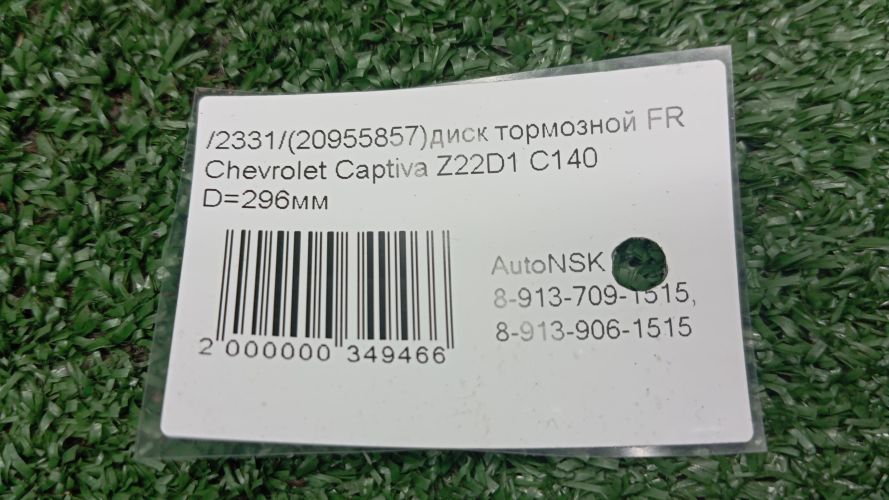 /2331/(20955857)диск тормозной FR
Chevrolet Captiva Z22D1 C140
D=296мм
AutoNSK
8-913-709-1515,
8-913-906-1515
2 000000 349466